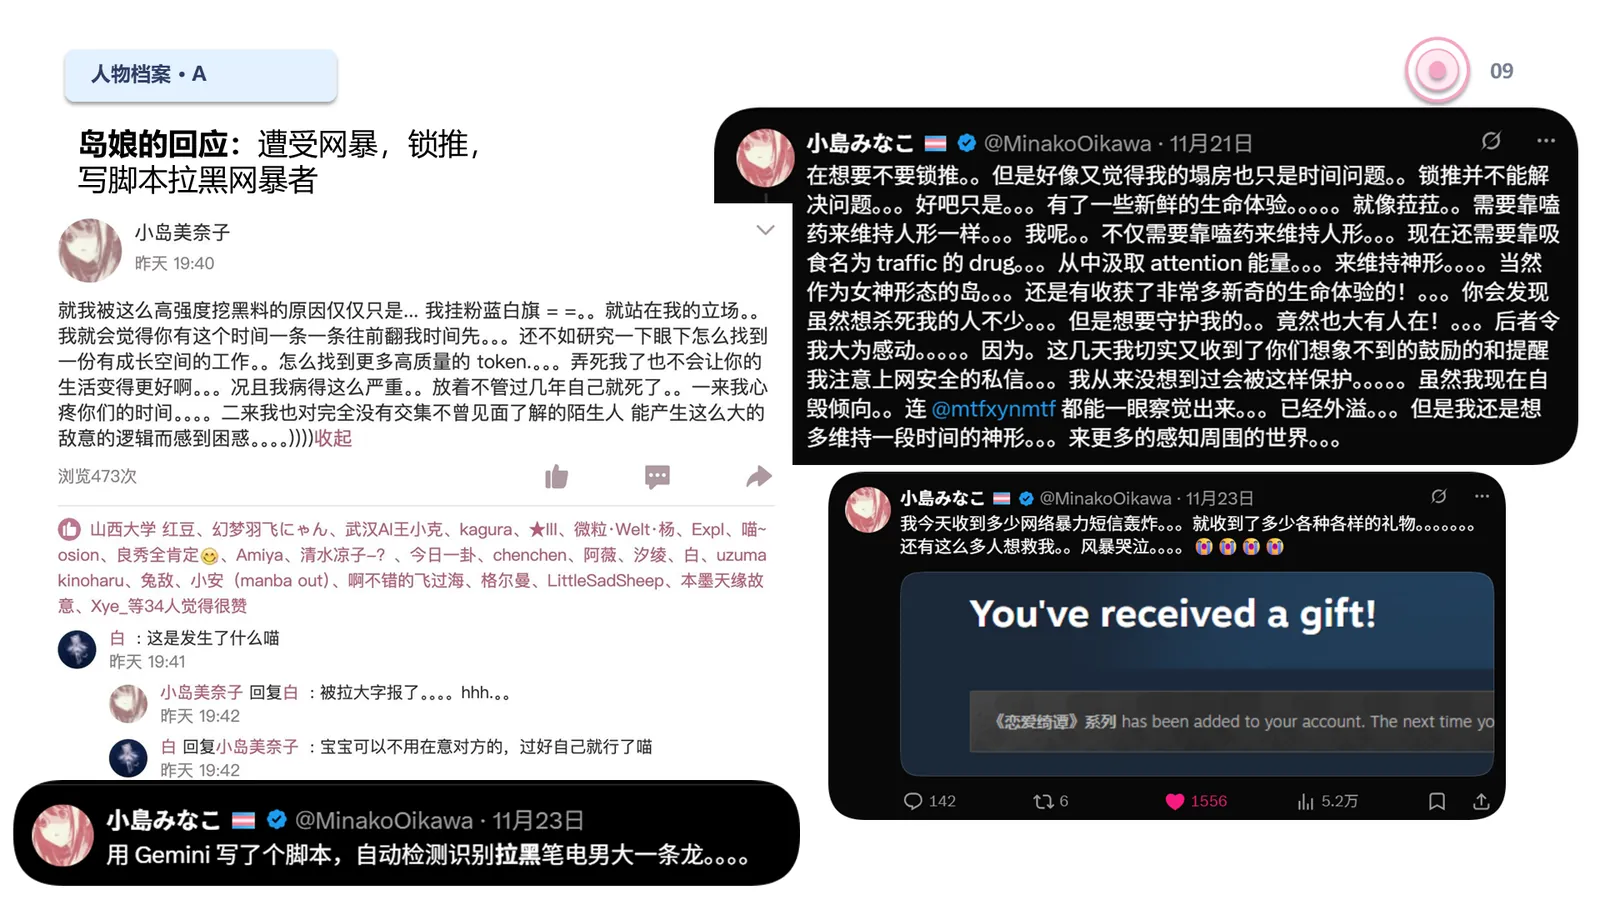 人物档案 • A
09
岛娘的回应：遭受网暴，锁推，
写脚本拉黑网暴者
小岛美奈子
昨天 19:40
就我被这么高强度挖黑料的原因仅仅只是... 我挂粉蓝白旗 = =。。就站在我的立场。。
我就会觉得你有这个时间一条一条往前翻我时间先。。。还不如研究一下眼下怎么找到
一份有成长空间的工作。。怎么找到更多高质量的 token.。。。弄死我了也不会让你的
生活变得更好啊。。。况且我病得这么严重。。放着不管过几年自己就死了。。一来我心
疼你们的时间。。。。二来我也对完全没有交集不曾见面了解的陌生人 能产生这么大的
敌意的逻辑而感到困惑。。。。))))收起
浏览473次
山西大学 红豆、幻梦羽飞にゃん、武汉AI王小克、kagura、★III、微粒·Welt·杨、Expl、喵~
osion、良秀全肯定😋、Amiya、清水凉子–? 、今日一卦、chenchen、阿薇、汐绫、白、uzuma
kinoharu、兔敌、小安（manba out）、啊不错的飞过海、格尔曼、LittleSadSheep、本墨天缘故
意、Xye_等34人觉得很赞
白 ：这是发生了什么喵
昨天 19:41
小岛美奈子 回复白 ：被拉大字报了。。。。hhh.。。
昨天 19:42
白 回复小岛美奈子 ：宝宝可以不用在意对方的，过好自己就行了喵
昨天 19:42
小島みなこ 🏳️‍⚧️ @MinakoOikawa · 11月23日
用 Gemini 写了个脚本，自动检测识别拉黑笔电男大一条龙。。。。
小島みなこ 🏳️‍⚧️ @MinakoOikawa · 11月21日
在想要不要锁推。。但是好像又觉得我的塌房也只是时间问题。。锁推并不能解
决问题。。。好吧只是。。。有了一些新鲜的生命体验。。。。。就像菈菈。。需要靠嗑
药来维持人形一样。。。我呢。。不仅需要靠嗑药来维持人形。。。现在还需要靠吸
食名为 traffic 的 drug。。。从中汲取 attention 能量。。。来维持神形。。。。当然
作为女神形态的岛。。。还是有收获了非常多新奇的生命体验的！。。。你会发现
虽然想杀死我的人不少。。。但是想要守护我的。。竟然也大有人在！。。。后者令
我大为感动。。。。。因为。这几天我切实又收到了你们想象不到的鼓励的和提醒
我注意上网安全的私信。。。我从来没想到过会被这样保护。。。。。虽然我现在自
毁倾向。。连 @mtfxynmtf 都能一眼察觉出来。。。已经外溢。。。但是我还是想
多维持一段时间的神形。。。来更多的感知周围的世界。。。
小島みなこ 🏳️‍⚧️ @MinakoOikawa · 11月23日
我今天收到多少网络暴力短信轰炸。。。就收到了多少各种各样的礼物。。。。。。。
还有这么多人想救我。。风暴哭泣。。。。 😭😭😭😭
You've received a gift!
《恋爱绮谭》系列 has been added to your account. The next time yo
142 6 1556 5.2万